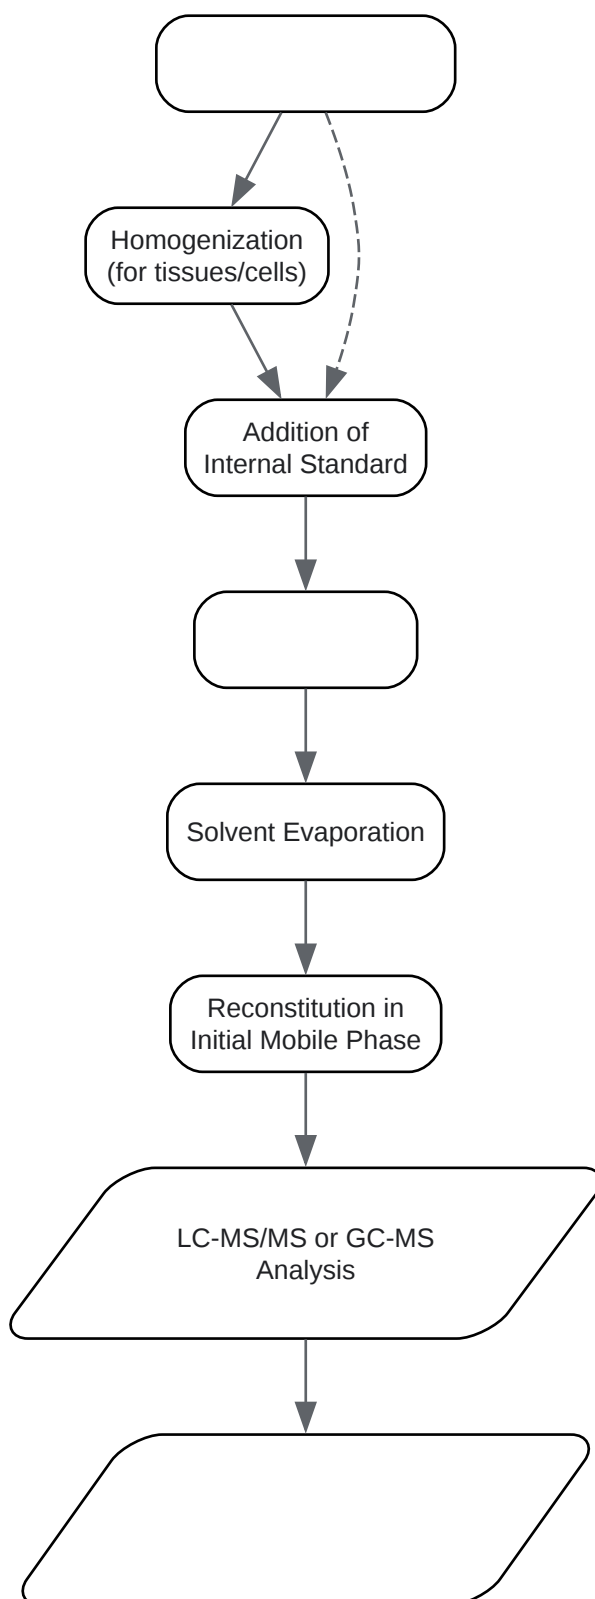 Homogenization
(for tissues/cells)
Addition of
Internal Standard
Solvent Evaporation
Reconstitution in
Initial Mobile Phase
LC-MS/MS or GC-MS
Analysis